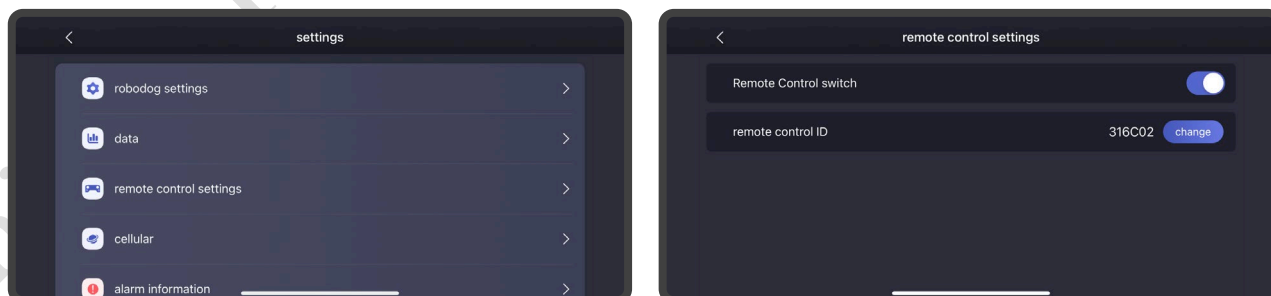 settings
robodog settings
data
remote control settings
cellular
alarm information
remote control settings
Remote Control switch
remote control ID 316C02 change